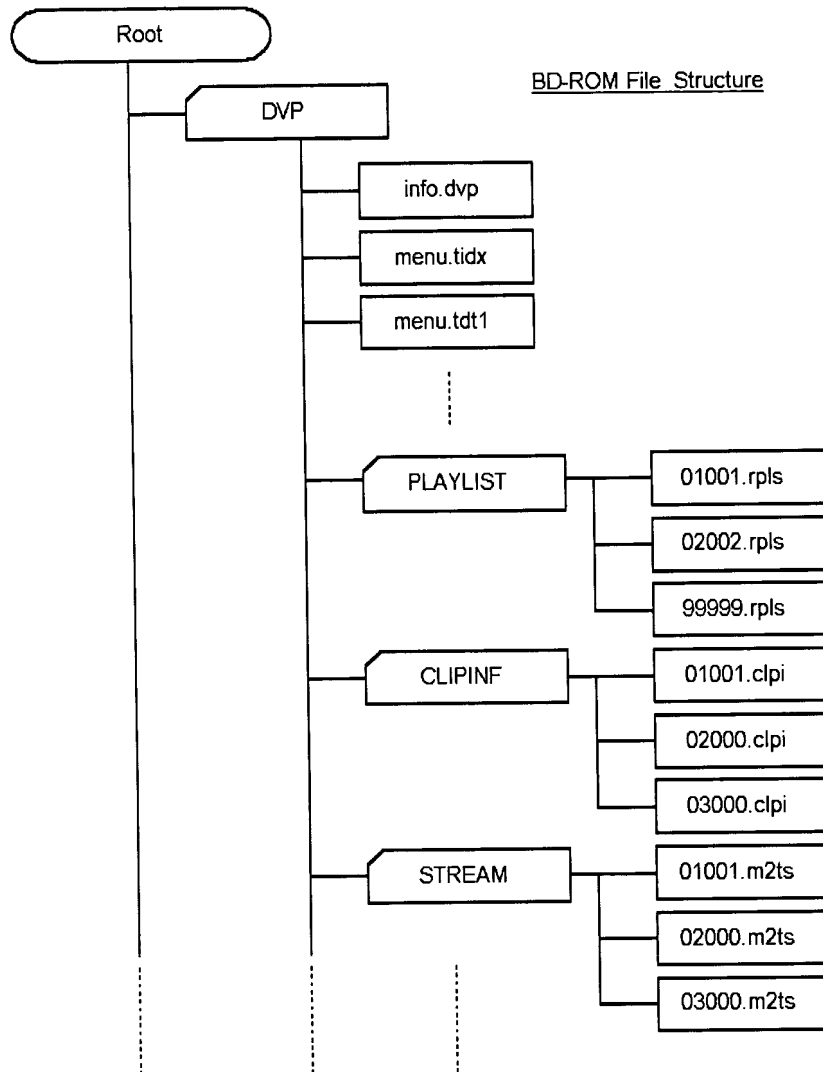 Root
BD-ROM File Structure
DVP
info.dvp
menu.tidx
menu.tdt1
PLAYLIST
01001.rpls
02002.rpls
99999.rpls
CLIPINF
01001.clpi
02000.clpi
03000.clpi
STREAM
01001.m2ts
02000.m2ts
03000.m2ts